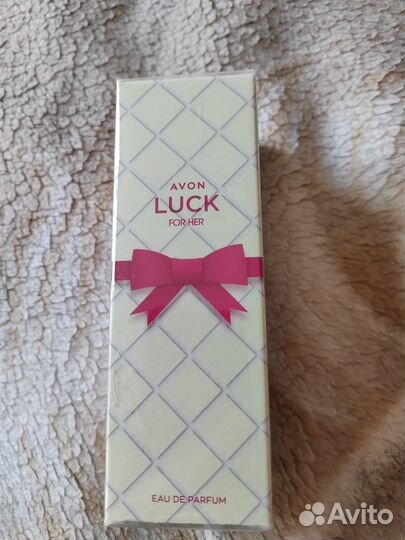 AVON
LUCK
FOR HER
EAU DE PARFUM
Avito